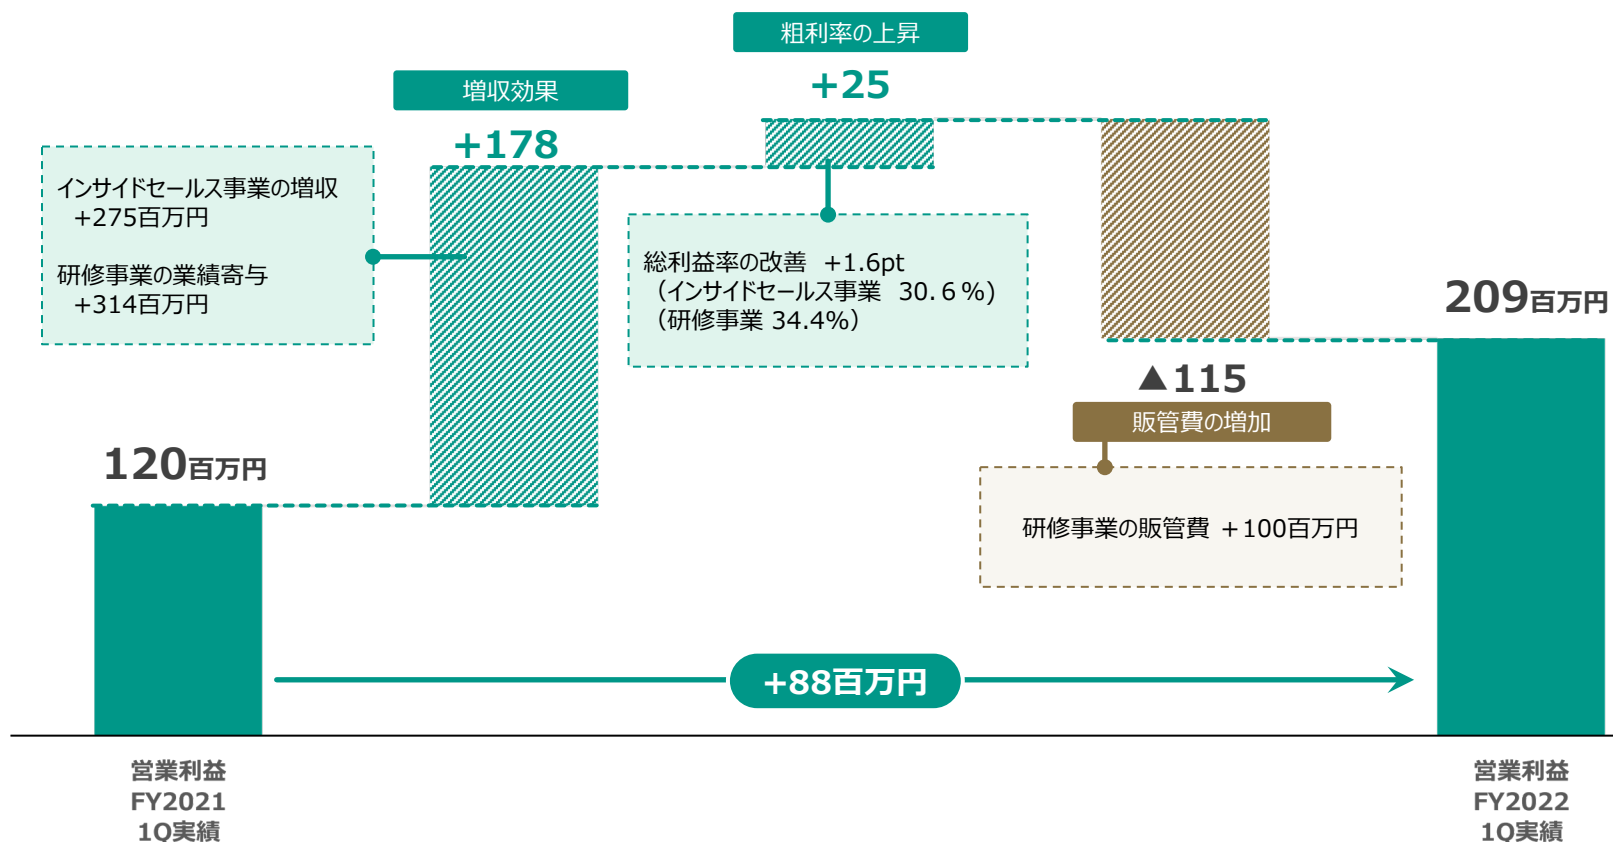 粗利率の上昇
+25
増収効果
+178
インサイドセールス事業の増収
+275百万円
研修事業の業績寄与
+314百万円
総利益率の改善 +1.6pt
（インサイドセールス事業 30.６％)
（研修事業 34.4%）
209百万円
▲115
販管費の増加
研修事業の販管費 +100百万円
120百万円
+88百万円
営業利益
FY2021
1Q実績
営業利益
FY2022
1Q実績